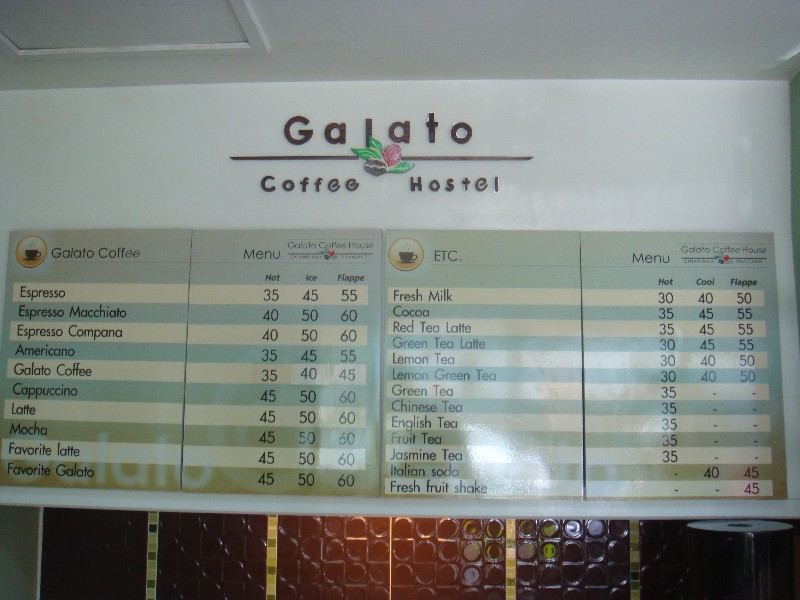 Galato
Coffee Hostel
Galato Coffee Menu Galato Coffee House
CHIANGMAI THAILAND
Hot Ice Flappe
Espresso 35 45 55
Espresso Macchiato 40 50 60
Espresso Compana 40 50 60
Americano 35 45 55
Galato Coffee 35 40 45
Cappuccino 45 50 60
Latte 45 50 60
Mocha 45 50 60
Favorite latte 45 50 60
Favorite Galato 45 50 60
ETC. Menu Galato Coffee House
CHIANGMAI THAILAND
Hot Cool Flappe
Fresh Milk 30 40 50
Cocoa 35 45 55
Red Tea Latte 35 45 55
Green Tea Latte 30 45 55
Lemon Tea 30 40 50
Lemon Green Tea 30 40 50
Green Tea 35 - -
Chinese Tea 35 - -
English Tea 35 - -
Fruit Tea 35 - -
Jasmine Tea 35 - -
Italian soda - 40 45
Fresh fruit shake - - 45